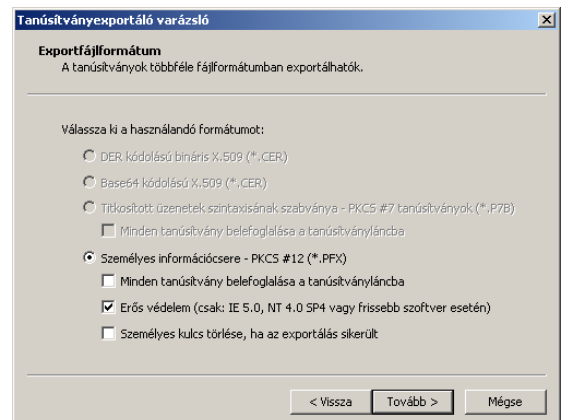 Tanúsítványexportáló varázsló
Exportfájlformátum
A tanúsítványok többféle fájlformátumban exportálhatók.
Válassza ki a használandó formátumot:
DER kódolású bináris X.509 (*.CER)
Base64 kódolású X.509 (*.CER)
Titkosított üzenetek szintaxisának szabványa - PKCS #7 tanúsítványok (*.P7B)
Minden tanúsítvány belefoglalása a tanúsítványláncba
Személyes információcsere - PKCS #12 (*.PFX)
Minden tanúsítvány belefoglalása a tanúsítványláncba
Erős védelem (csak: IE 5.0, NT 4.0 SP4 vagy frissebb szoftver esetén)
Személyes kulcs törlése, ha az exportálás sikerült
< Vissza Tovább > Mégse